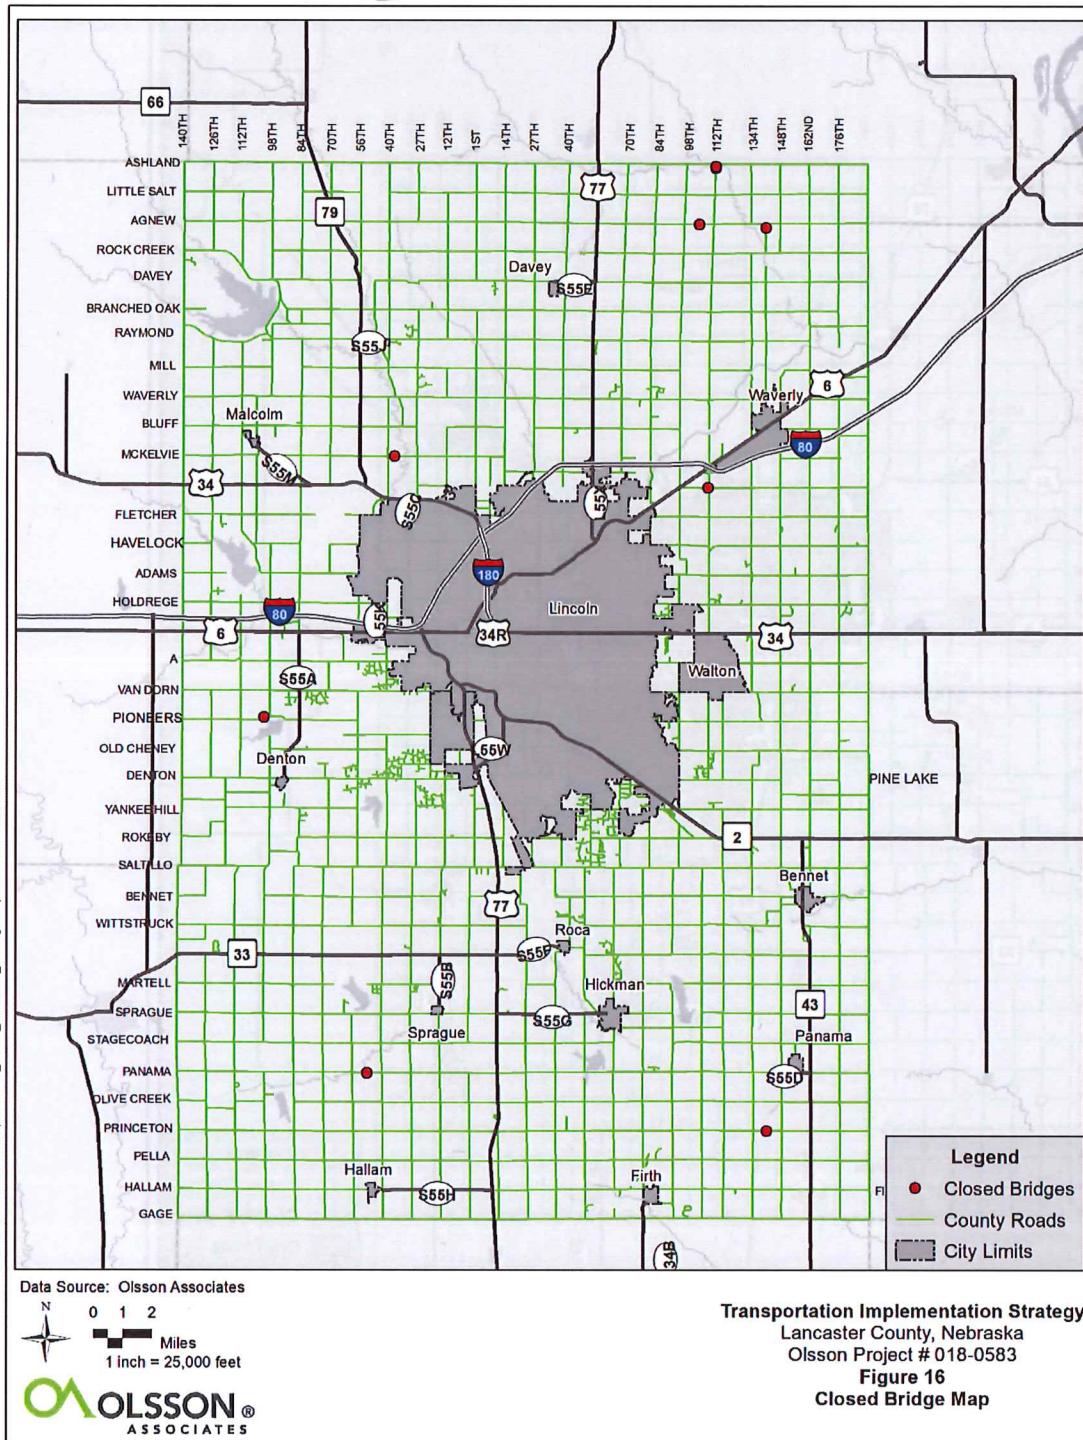 66
140TH
126TH
112TH
98TH
84TH
70TH
56TH
40TH
27TH
12TH
1ST
14TH
27TH
40TH
70TH
84TH
98TH
112TH
134TH
148TH
162ND
176TH
ASHLAND
LITTLE SALT
77
79
AGNEW
ROCK CREEK
Davey
DAVEY
S55E
BRANCHED OAK
RAYMOND
S55J
MILL
6
WAVERLY
Waverly
Malcolm
BLUFF
80
MCKELVIE
S55M
34
S55C
55X
FLETCHER
HAVELOCK
180
ADAMS
HOLDREGE
Lincoln
80
55K
6
34R
34
A
S55A
Walton
VAN DORN
PIONEERS
OLD CHENEY
55W
Denton
DENTON
PINE LAKE
YANKEE HILL
ROKEBY
2
SALTILLO
Bennet
BENNET
77
WITTSTRUCK
Roca
33
S55F
MARTELL
S55B
Hickman
SPRAGUE
S55G
43
Sprague
STAGECOACH
Panama
PANAMA
S55D
OLIVE CREEK
PRINCETON
PELLA
Hallam
Firth
HALLAM
S55H
GAGE
34B
Legend
Closed Bridges
County Roads
City Limits
Data Source: Olsson Associates
N
0 1 2
Miles
1 inch = 25,000 feet
OLSSON ®
ASSOCIATES
Transportation Implementation Strategy
Lancaster County, Nebraska
Olsson Project # 018-0583
Figure 16
Closed Bridge Map